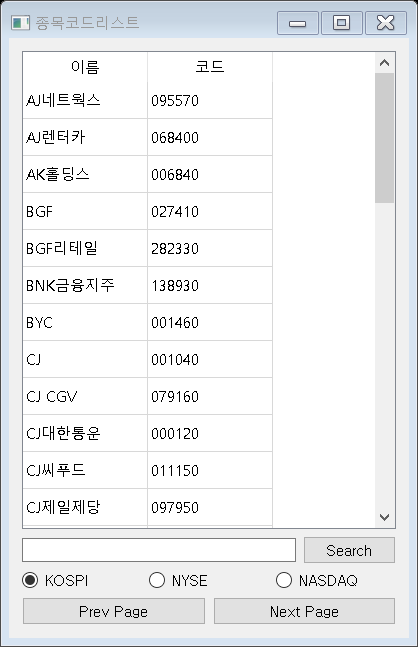 종목코드리스트
이름 코드
AJ네트웍스 095570
AJ렌터카 068400
AK홀딩스 006840
BGF 027410
BGF리테일 282330
BNK금융지주 138930
BYC 001460
CJ 001040
CJ CGV 079160
CJ대한통운 000120
CJ씨푸드 011150
CJ제일제당 097950
Search
KOSPI NYSE NASDAQ
Prev Page Next Page